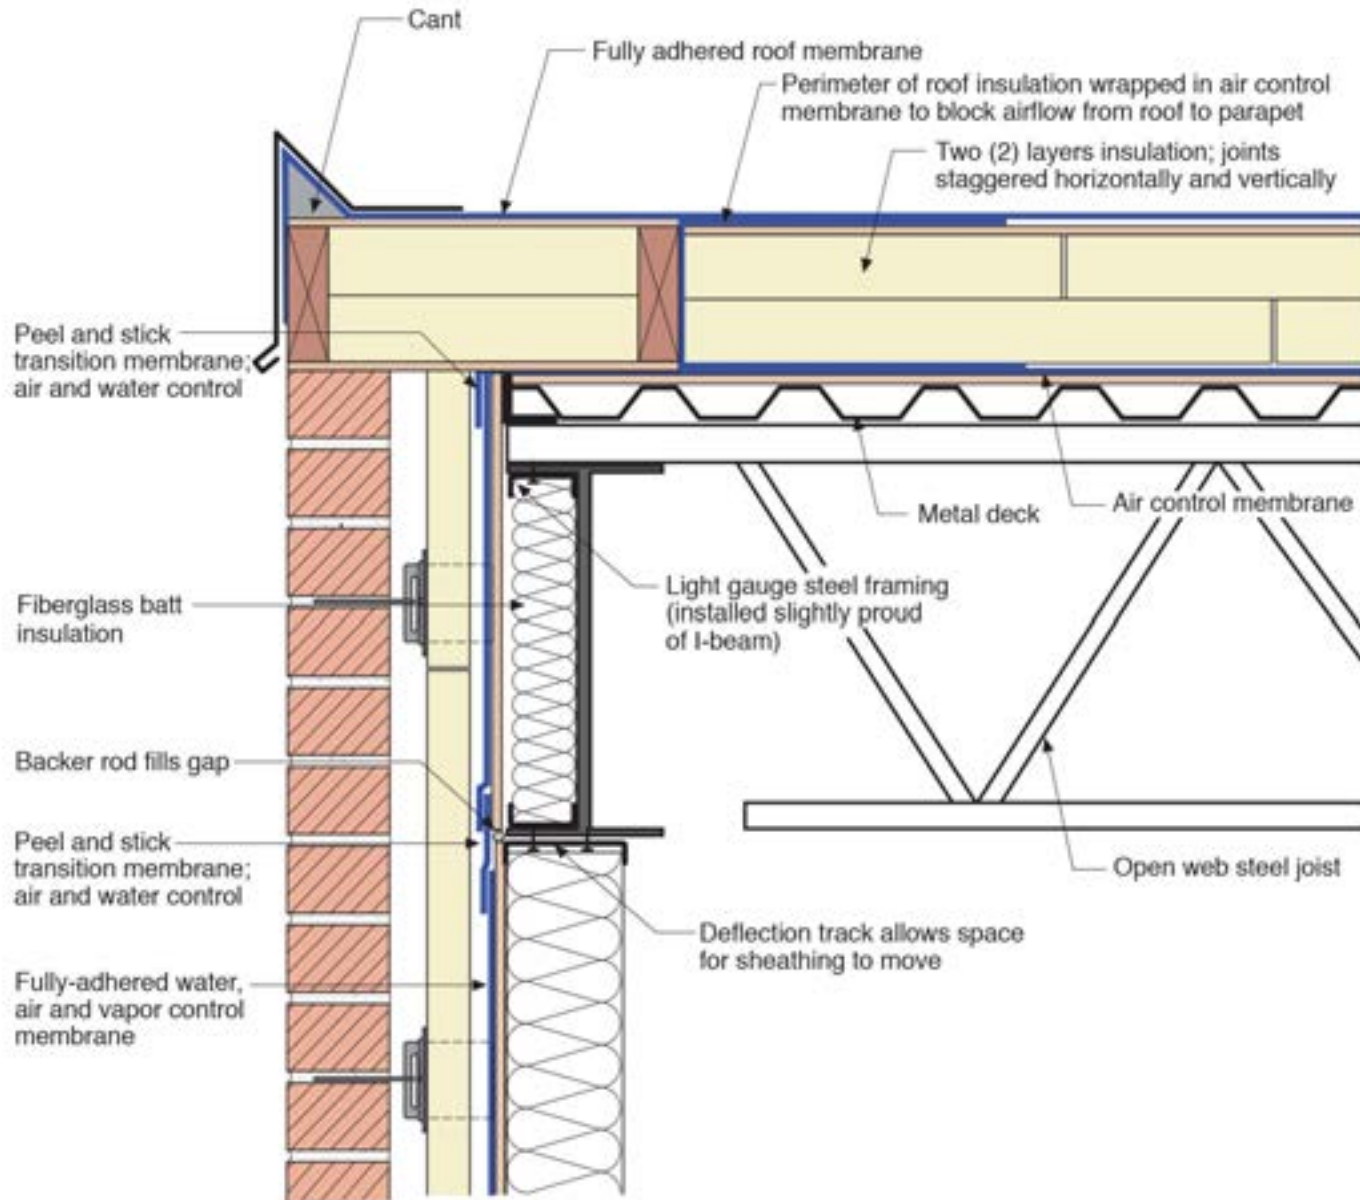 Cant
Fully adhered roof membrane
Perimeter of roof insulation wrapped in air control
membrane to block airflow from roof to parapet
Two (2) layers insulation; joints
staggered horizontally and vertically
Peel and stick
transition membrane;
air and water control
Metal deck
Air control membrane
Light gauge steel framing
(installed slightly proud
of I-beam)
Fiberglass batt
insulation
Backer rod fills gap
Peel and stick
transition membrane;
air and water control
Open web steel joist
Deflection track allows space
for sheathing to move
Fully-adhered water,
air and vapor control
membrane